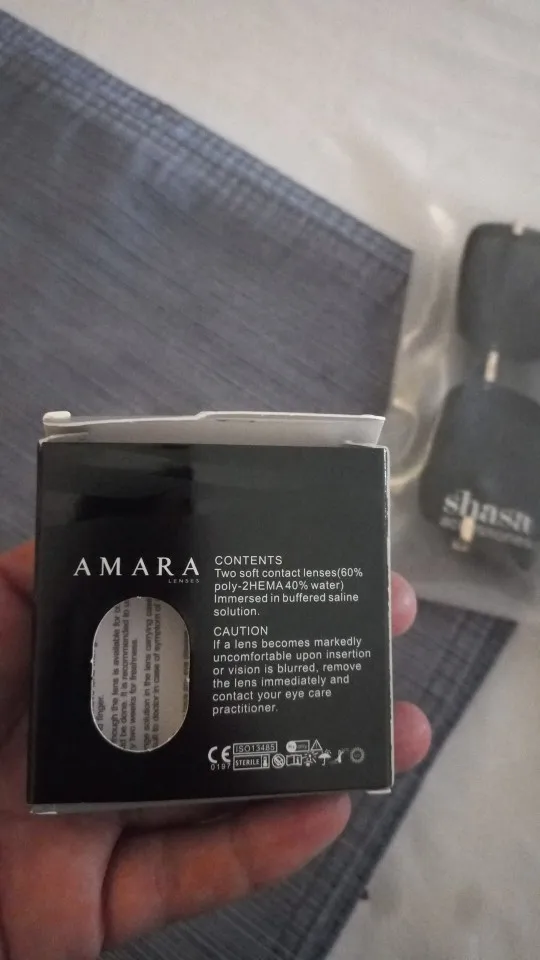 AMARA
LENSES
CONTENTS
Two soft contact lenses(60%
poly-2HEMA 40% water)
Immersed in buffered saline
solution.
CAUTION
If a lens becomes markedly
uncomfortable upon insertion
or vision is blurred, remove
the lens immediately and
contact your eye care
practitioner.
CE
0197
ISO13485
STERILE
shasa